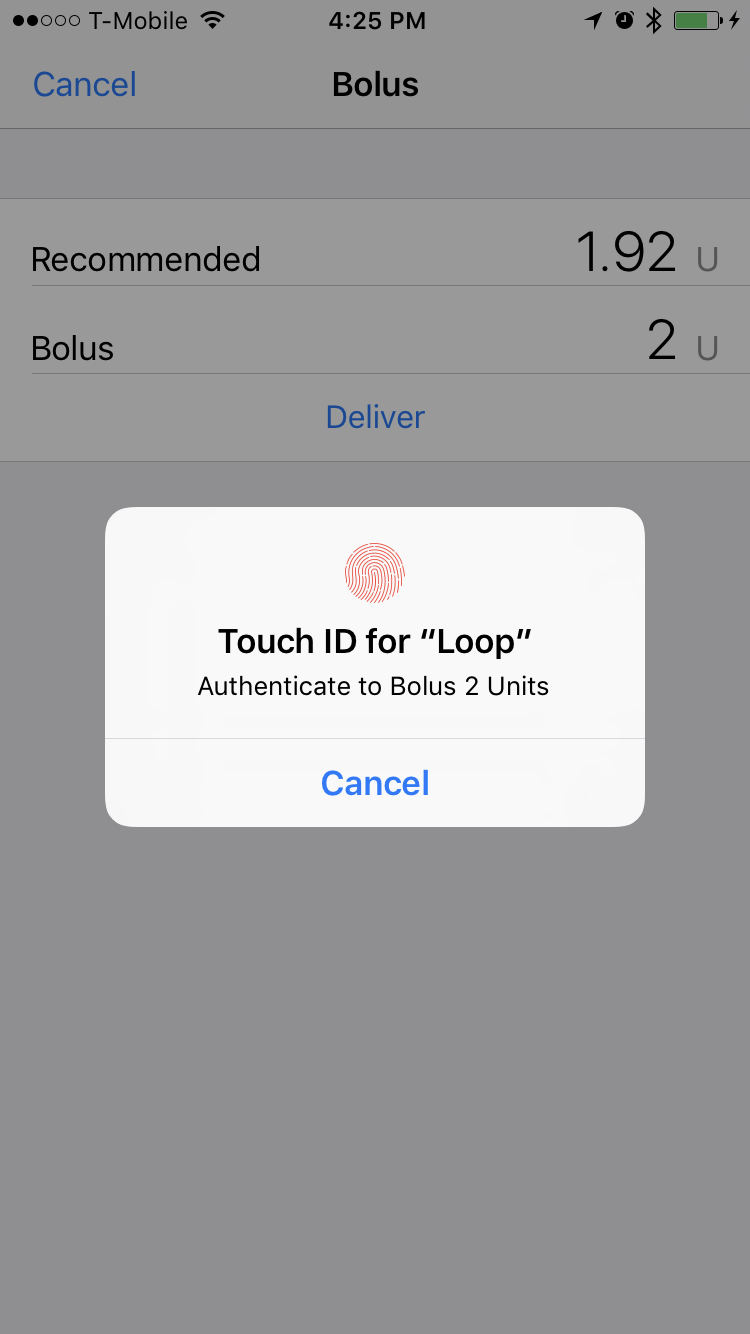 T-Mobile 4:25 PM
Cancel Bolus
Recommended 1.92 U
Bolus 2 U
Deliver
Touch ID for “Loop”
Authenticate to Bolus 2 Units
Cancel